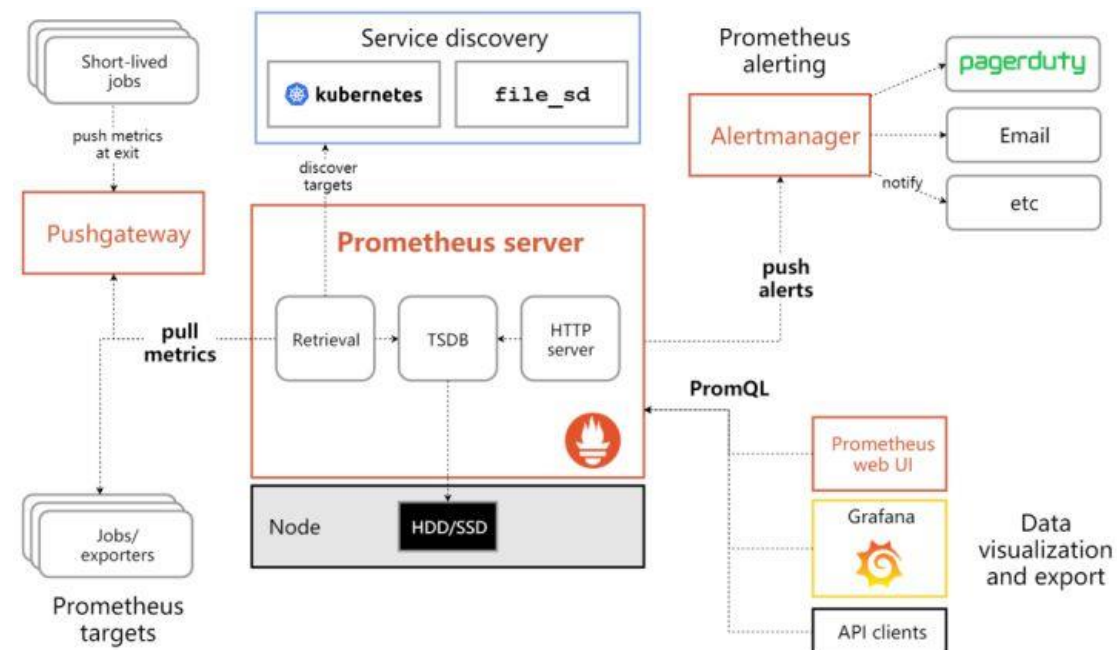 Short-lived
jobs
push metrics
at exit
Pushgateway
pull
metrics
Jobs/
exporters
Prometheus
targets
Service discovery
kubernetes
file_sd
discover
targets
Prometheus server
Retrieval
TSDB
HTTP
server
Node
HDD/SSD
Prometheus
alerting
Alertmanager
pagerduty
Email
notify
etc
push
alerts
PromQL
Prometheus
web UI
Grafana
API clients
Data
visualization
and export